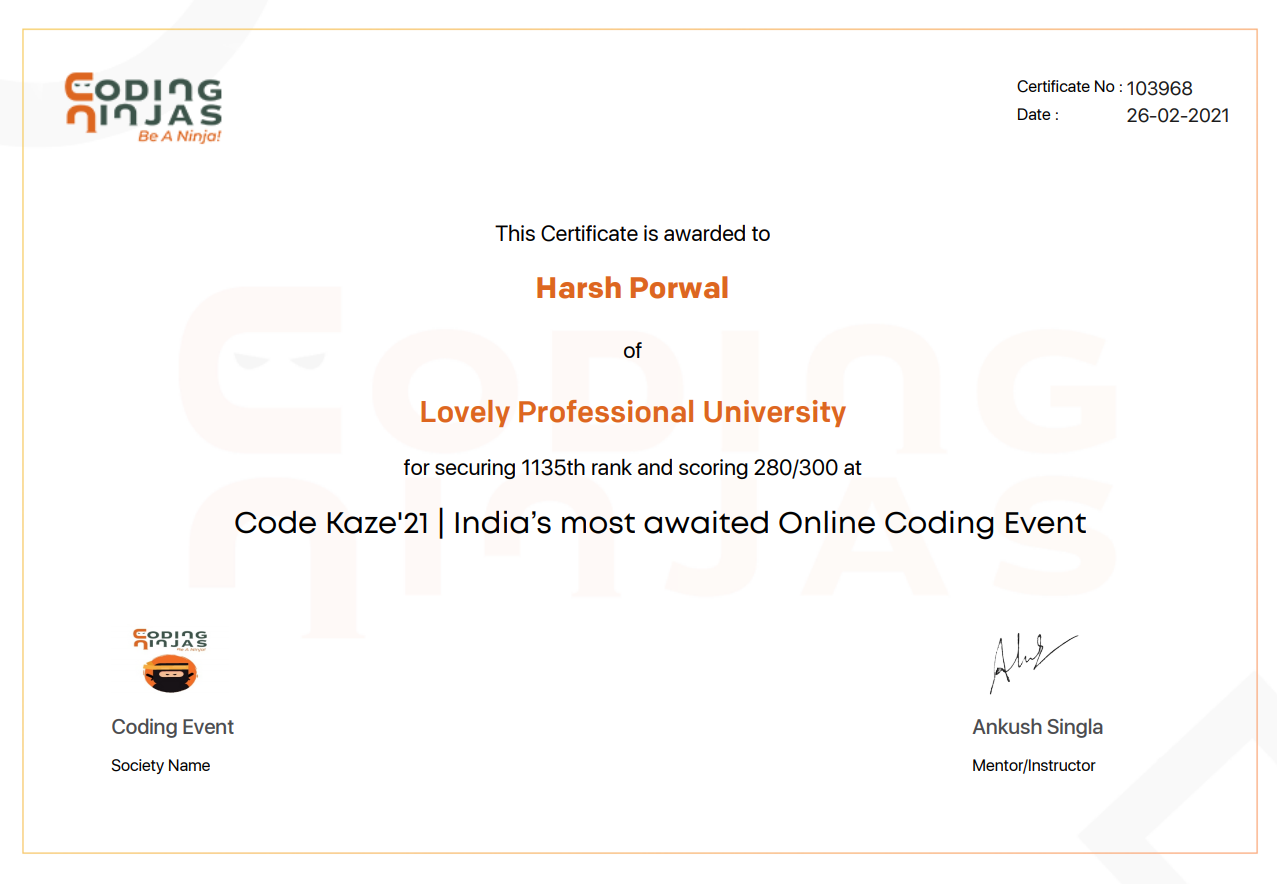 CODING
NINJAS
Be A Ninja!
Certificate No : 103968
Date : 26-02-2021
This Certificate is awarded to
Harsh Porwal
of
Lovely Professional University
for securing 1135th rank and scoring 280/300 at
Code Kaze'21 | India’s most awaited Online Coding Event
CODING
NINJAS
CODING
NINJAS
Be A Ninja!
Coding Event
Society Name
Ankush Singla
Mentor/Instructor